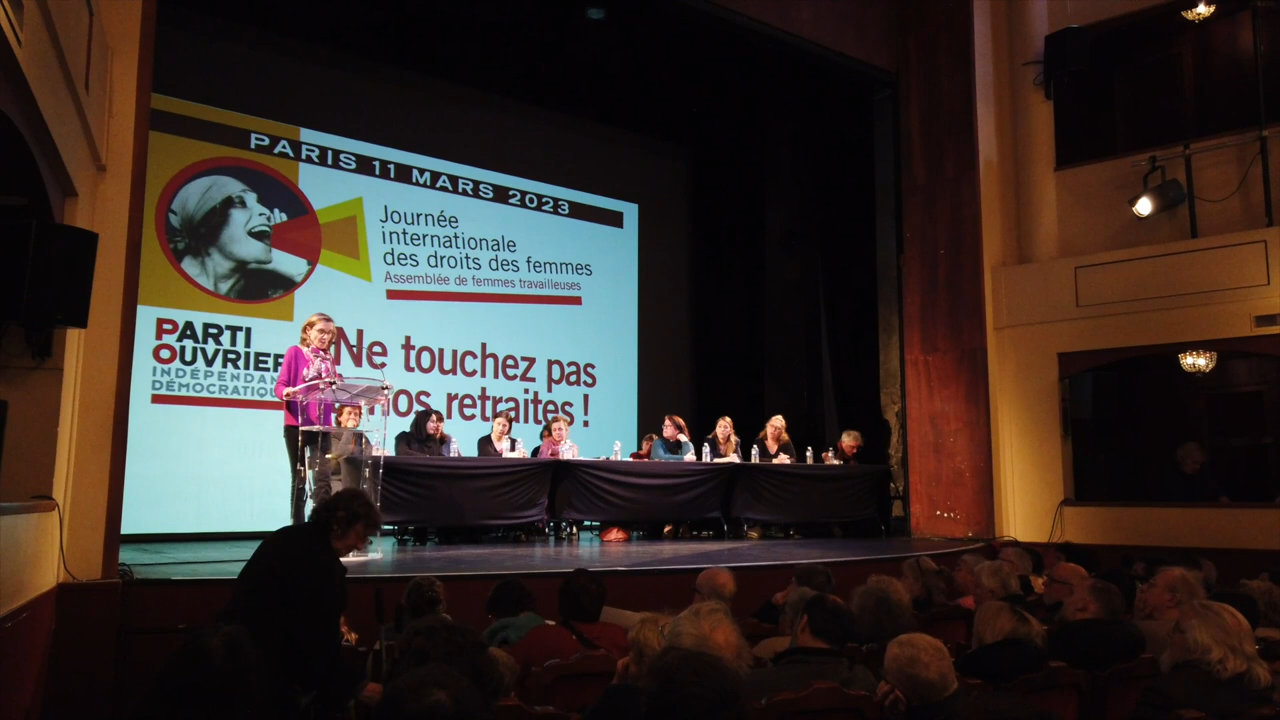 PARIS 11 MARS 2023
Journée
internationale
des droits des femmes
Assemblée de femmes travailleuses
PARTI
OUVRIER
INDÉPENDAN
DÉMOCRATIQU
Ne touchez pas
nos retraites !